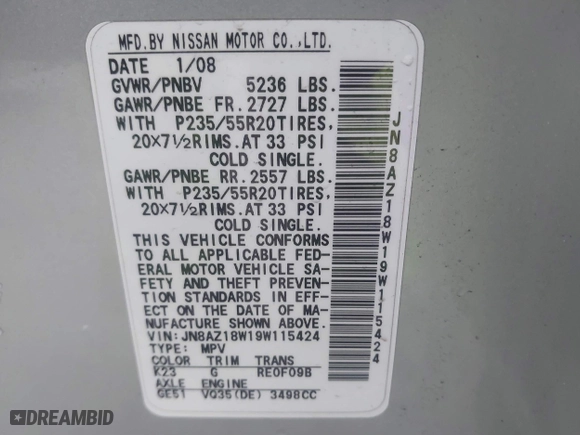 MFD.BY NISSAN MOTOR CO.,LTD.
DATE 1/08
GVWR/PNBV 5236 LBS.
GAWR/PNBE FR. 2727 LBS.
WITH P235/55R20TIRES,
20×7½RIMS.AT 33 PSI
COLD SINGLE.
GAWR/PNBE RR. 2557 LBS.
WITH P235/55R20TIRES,
20×7½RIMS.AT 33 PSI
COLD SINGLE.
THIS VEHICLE CONFORMS
TO ALL APPLICABLE FED-
ERAL MOTOR VEHICLE SA-
FETY AND THEFT PREVEN-
TION STANDARDS IN EFF-
ECT ON THE DATE OF MA-
NUFACTURE SHOWN ABOVE.
VIN:JN8AZ18W19W115424
TYPE: MPV
COLOR TRIM TRANS
K23 G RE0F09B
AXLE ENGINE
GE51 VQ35(DE) 3498CC
JN8AZ18W19W115424
DREAMBID